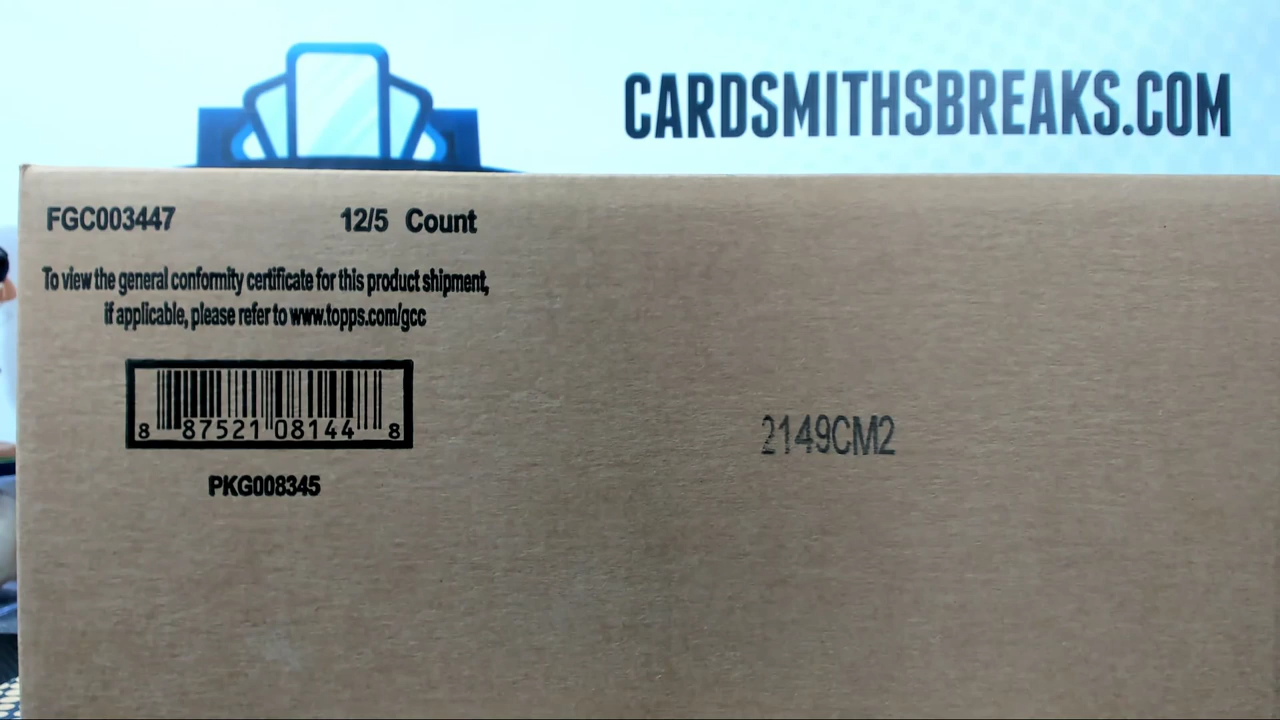 CARDSMITHSBREAKS.COM
FGC003447 12/5 Count
To view the general conformity certificate for this product shipment,
if applicable, please refer to www.topps.com/gcc
8 87521 08144 8
2149CM2
PKG008345